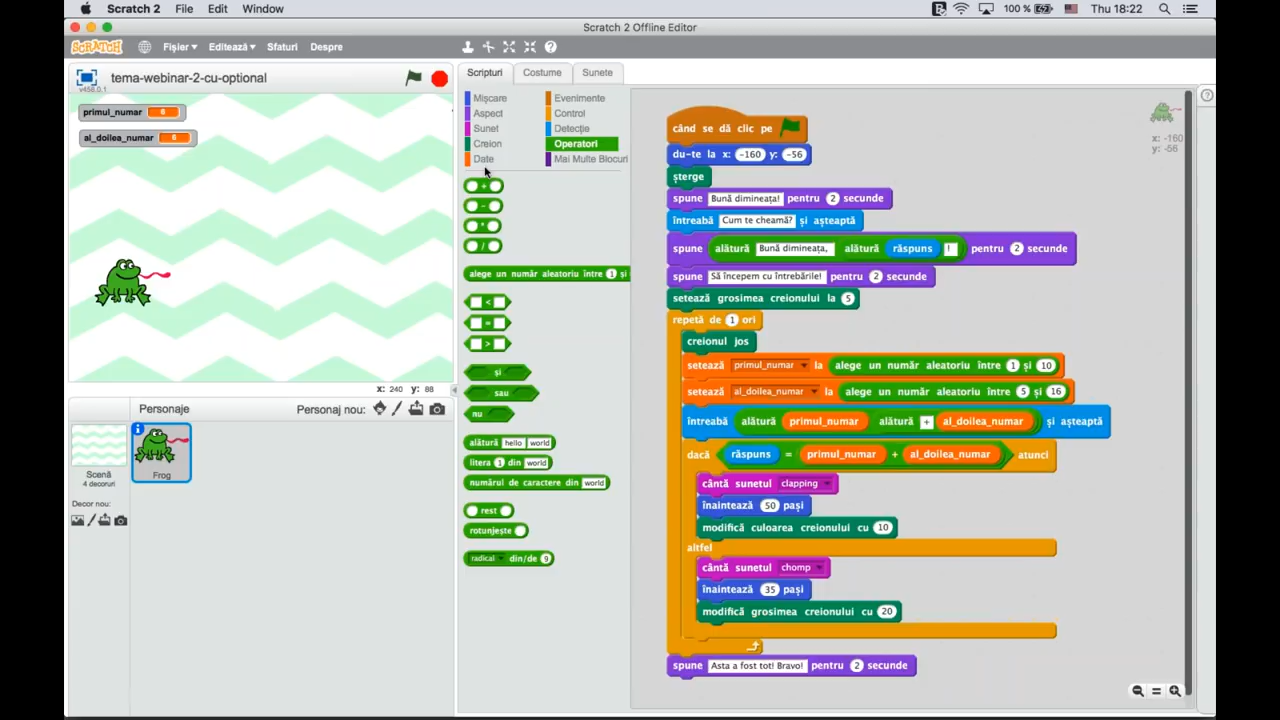 Scratch 2 File Edit Window 100 % Thu 18:22
Scratch 2 Offline Editor
SCRATCH Fișier Editează Sfaturi Despre
tema-webinar-2-cu-optional
v458.0.1
primul_numar 6
al_doilea_numar 6
x: 240 y: 88
Personaje Personaj nou:
Scenă
4 decoruri
Decor nou:
Frog
Scripturi Costume Sunete
Mișcare Evenimente
Aspect Control
Sunet Detecție
Creion Operatori
Date Mai Multe Blocuri
+
-
*
/
alege un număr aleatoriu între 1 și
<
=
>
și
sau
nu
alătură hello world
litera 1 din world
numărul de caractere din world
rest
rotunjește
radical din/de 9
când se dă clic pe
du-te la x: -160 y: -56
șterge
spune Bună dimineața! pentru 2 secunde
întreabă Cum te cheamă? și așteaptă
spune alătură Bună dimineața, alătură răspuns ! pentru 2 secunde
spune Să începem cu întrebările! pentru 2 secunde
setează grosimea creionului la 5
repetă de 1 ori
creionul jos
setează primul_numar la alege un număr aleatoriu între 1 și 10
setează al_doilea_numar la alege un număr aleatoriu între 5 și 16
întreabă alătură primul_numar alătură + al_doilea_numar și așteaptă
dacă răspuns = primul_numar + al_doilea_numar atunci
cântă sunetul clapping
înaintează 50 pași
modifică culoarea creionului cu 10
altfel
cântă sunetul chomp
înaintează 35 pași
modifică grosimea creionului cu 20
spune Asta a fost tot! Bravo! pentru 2 secunde
x: -160
y: -56